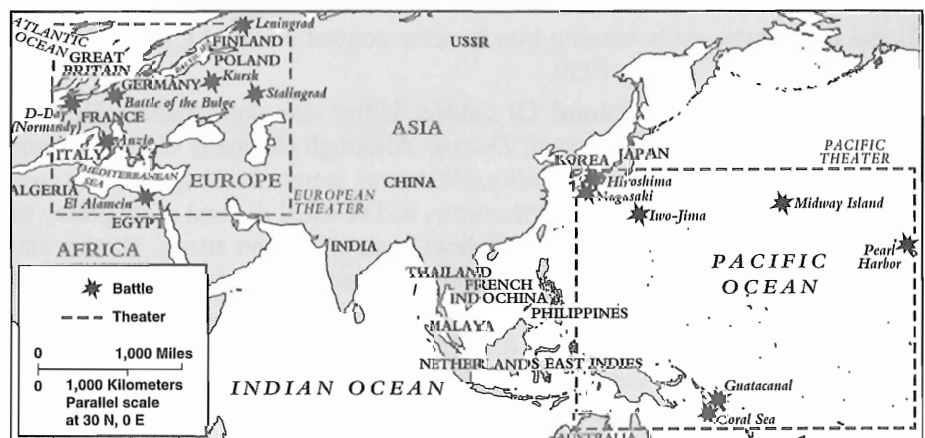 ATLANTIC
OCEAN
Leningrad
FINLAND
USSR
GREAT
BRITAIN
POLAND
Kursk
GERMANY
Stalingrad
Battle of the Bulge
D-Day
(Normandy)
FRANCE
Anzio
ITALY
MEDITERRANEAN
SEA
ALGERIA
El Alamein
EGYPT
AFRICA
EUROPE
EUROPEAN
THEATER
ASIA
CHINA
INDIA
KOREA
JAPAN
Hiroshima
Nagasaki
Iwo-Jima
PACIFIC
THEATER
Midway Island
Pearl
Harbor
PACIFIC
OCEAN
THAILAND
FRENCH
INDOCHINA
PHILIPPINES
MALAYA
NETHERLANDS EAST INDIES
INDIAN OCEAN
Guatacanal
Coral Sea
AUSTRALIA
Battle
Theater
0 1,000 Miles
0 1,000 Kilometers
Parallel scale
at 30 N, 0 E